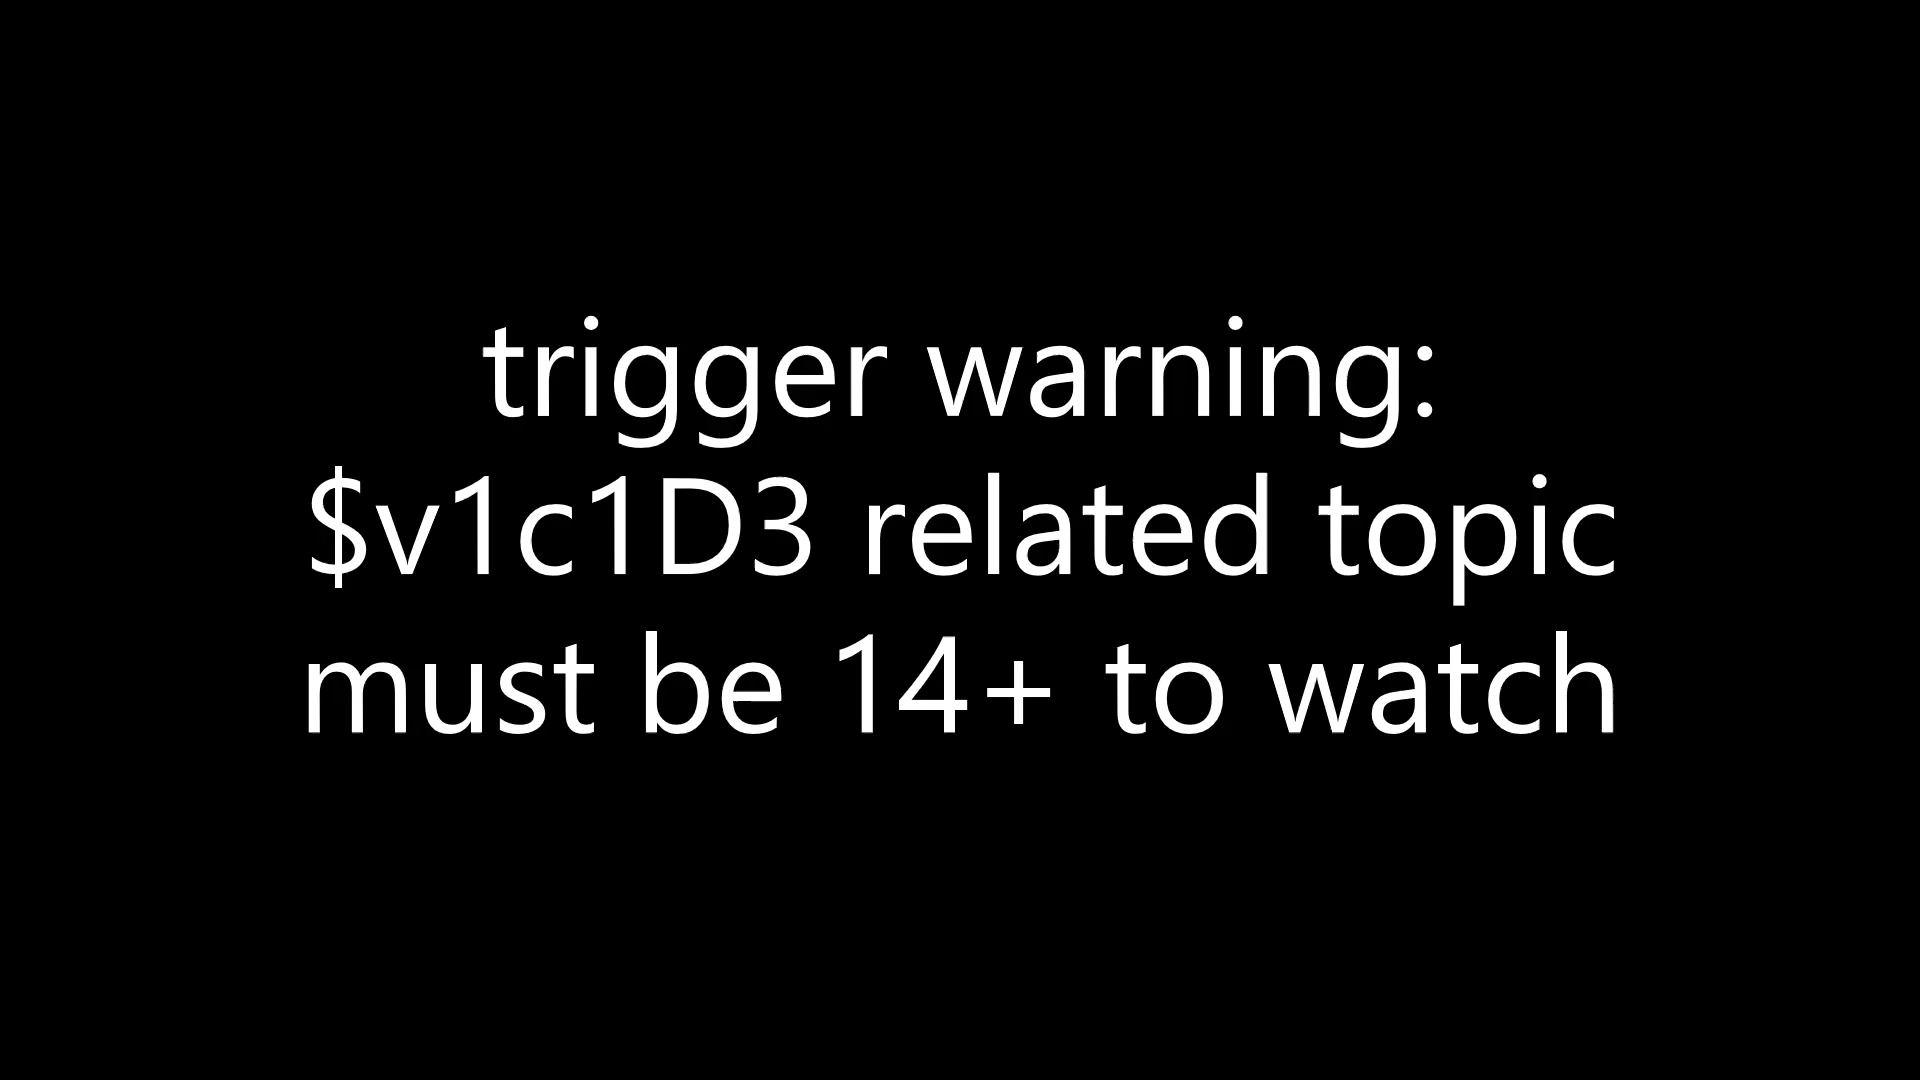 trigger warning:
$v1c1D3 related topic
must be 14+ to watch